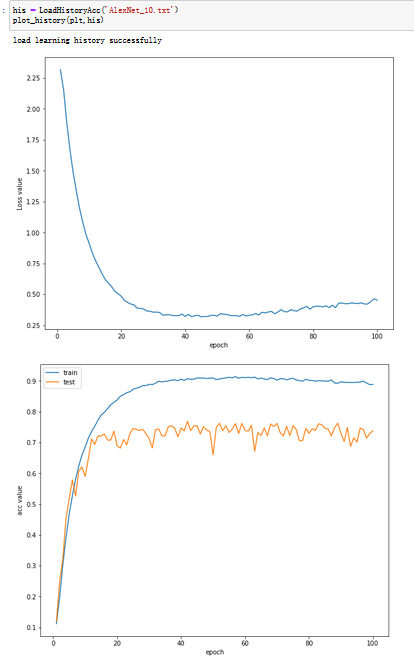 : his = LoadHistoryAcc('AlexNet_10.txt')
plot_history(plt,his)
load learning history successfully
2.25
2.00
1.75
1.50
1.25
1.00
0.75
0.50
0.25
Loss value
0 20 40 60 80 100
epoch
train
test
0.9
0.8
0.7
0.6
0.5
0.4
0.3
0.2
0.1
acc value
0 20 40 60 80 100
epoch